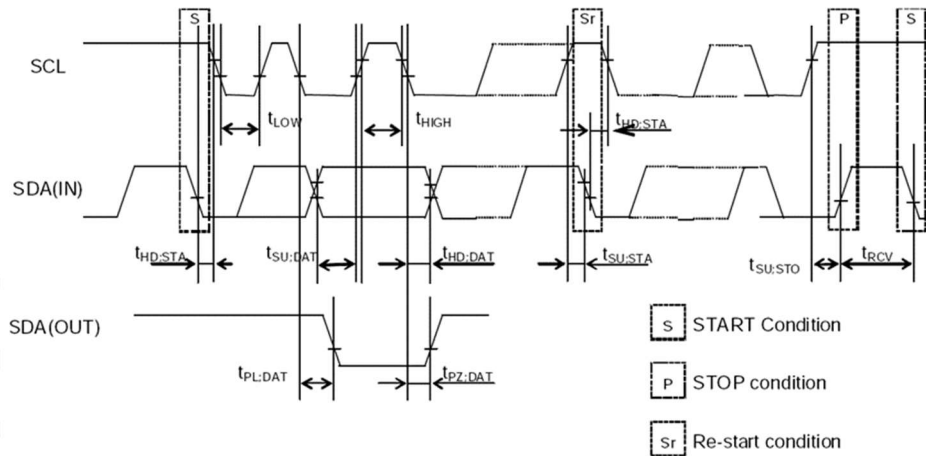 S Sr P S
SCL
tLOW tHIGH tHD;STA
SDA(IN)
tHD;STA tSU;DAT tHD;DAT tSU;STA tSU;STO tRCV
SDA(OUT)
S START Condition
tPL;DAT tPZ;DAT
P STOP condition
Sr Re-start condition